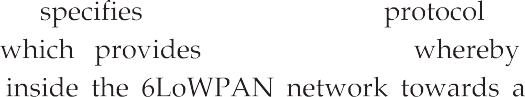 specifies protocol
which provides whereby
inside the 6LoWPAN network towards a